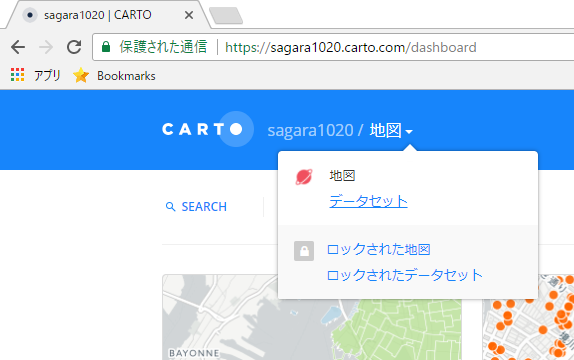 sagara1020 | CARTO
保護された通信 | https://sagara1020.carto.com/dashboard
アプリ Bookmarks
CARTO sagara1020 / 地図
地図
データセット
SEARCH
ロックされた地図
ロックされたデータセット
BAYONNE